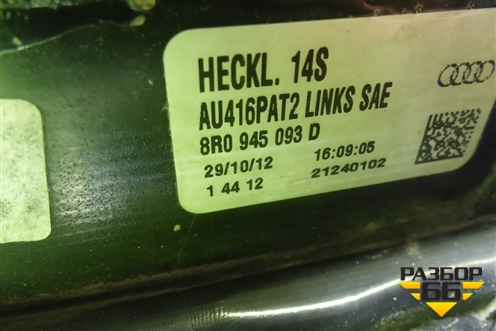 HECKL. 14S
AU416PAT2 LINKS SAE
8R0 945 093 D
29/10/12 16:09:05
1 44 12 21240102
РАЗБОР
66